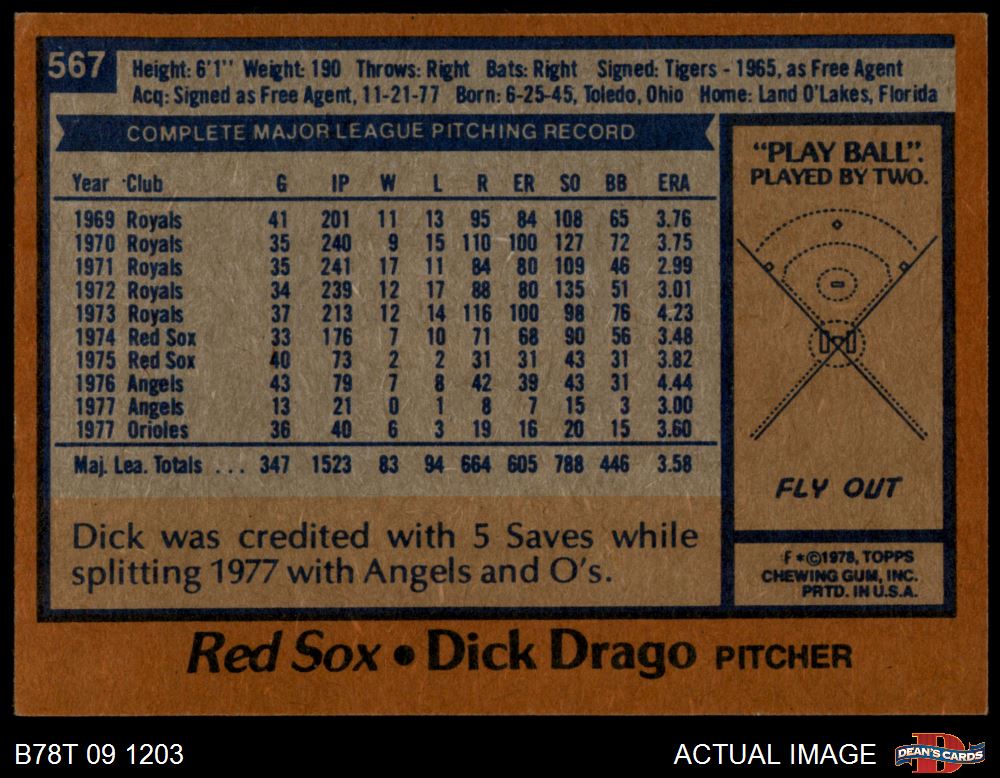 567
Height: 6'1" Weight: 190 Throws: Right Bats: Right Signed: Tigers - 1965, as Free Agent
Acq: Signed as Free Agent, 11-21-77 Born: 6-25-45, Toledo, Ohio Home: Land O'Lakes, Florida
COMPLETE MAJOR LEAGUE PITCHING RECORD
Year Club G IP W L R ER SO BB ERA
1969 Royals 41 201 11 13 95 84 108 65 3.76
1970 Royals 35 240 9 15 110 100 127 72 3.75
1971 Royals 35 241 17 11 84 80 109 46 2.99
1972 Royals 34 239 12 17 88 80 135 51 3.01
1973 Royals 37 213 12 14 116 100 98 76 4.23
1974 Red Sox 33 176 7 10 71 68 90 56 3.48
1975 Red Sox 40 73 2 2 31 31 43 31 3.82
1976 Angels 43 79 7 8 42 39 43 31 4.44
1977 Angels 13 21 0 1 8 7 15 3 3.00
1977 Orioles 36 40 6 3 19 16 20 15 3.60
Maj. Lea. Totals ... 347 1523 83 94 664 605 788 446 3.58
Dick was credited with 5 Saves while
splitting 1977 with Angels and O's.
"PLAY BALL".
PLAYED BY TWO.
FLY OUT
F *©1978, TOPPS
CHEWING GUM, INC.
PRTD. IN U.S.A.
Red Sox • Dick Drago PITCHER
B78T 09 1203
ACTUAL IMAGE
D
DEAN'S CARDS